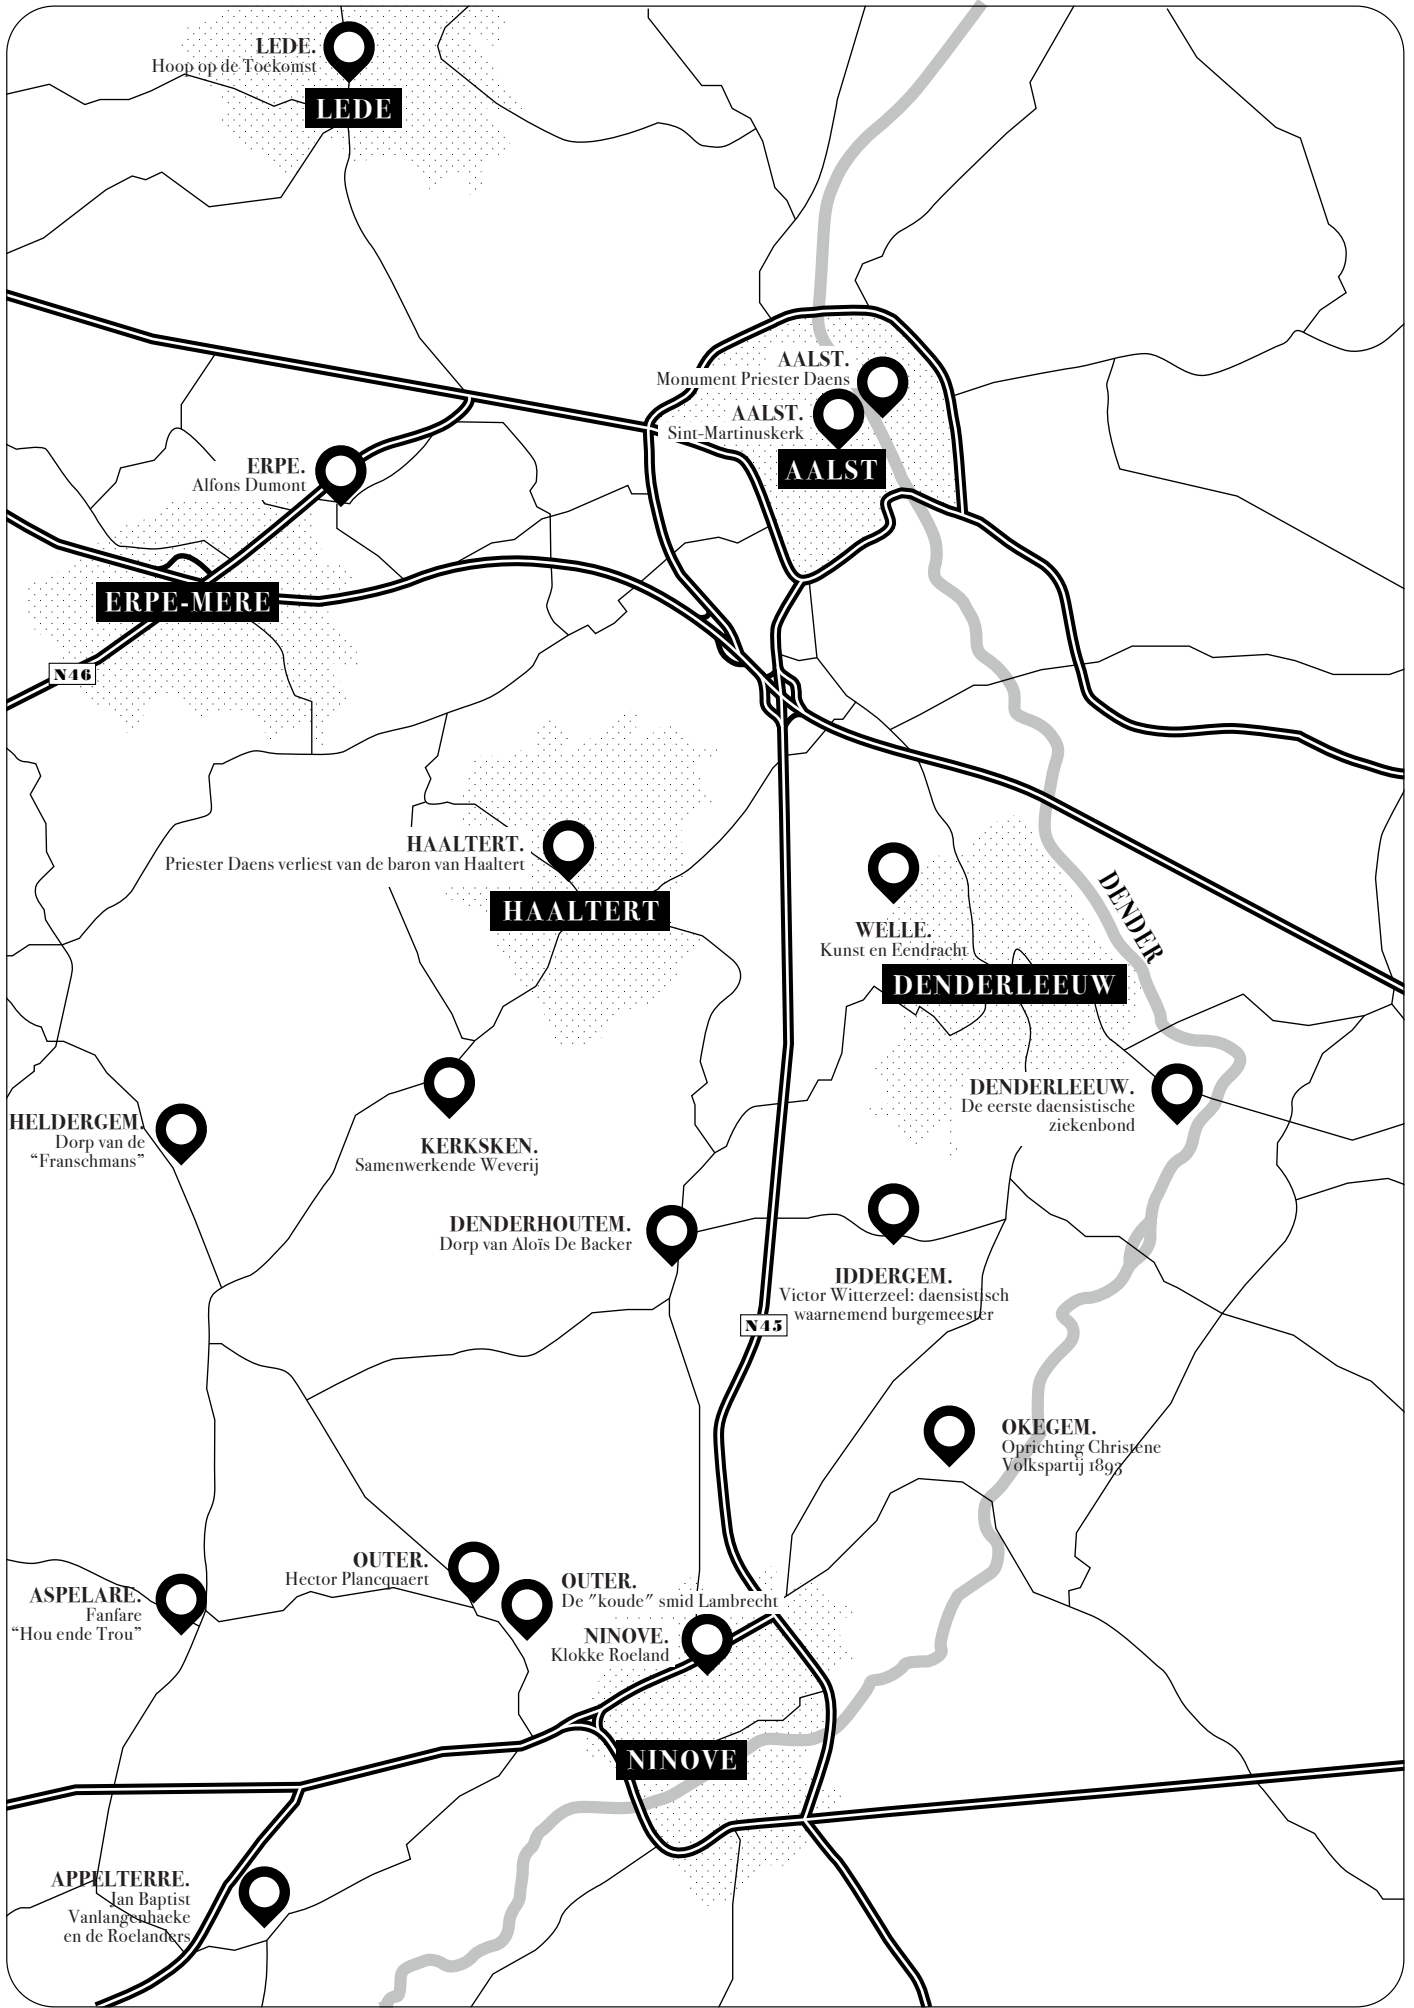 LEDE.
Hoop op de Toekomst
LEDE
AALST.
Monument Priester Daens
AALST.
Sint-Martinuskerk
AALST
ERPE.
Alfons Dumont
ERPE-MERE
N46
HAALTERT.
Priester Daens verliest van de baron van Haaltert
HAALTERT
WELLE.
Kunst en Eendracht
DENDER
DENDERLEEUW
DENDERLEEUW.
De eerste daensistische
ziekenbond
HELDERGEM.
Dorp van de
“Franschmans”
KERKSKEN.
Samenwerkende Weverij
DENDERHOUTEM.
Dorp van Aloïs De Backer
IDDERGEM.
Victor Witterzeel: daensistisch
waarnemend burgemeester
N45
OKEGEM.
Oprichting Christene
Volkspartij 1893
OUTER.
Hector Plancquaert
OUTER.
De "koude" smid Lambrecht
ASPELARE.
Fanfare
“Hou ende Trou”
NINOVE.
Klokke Roeland
NINOVE
APPELTERRE.
Jan Baptist
Vanlangenhaeke
en de Roelanders